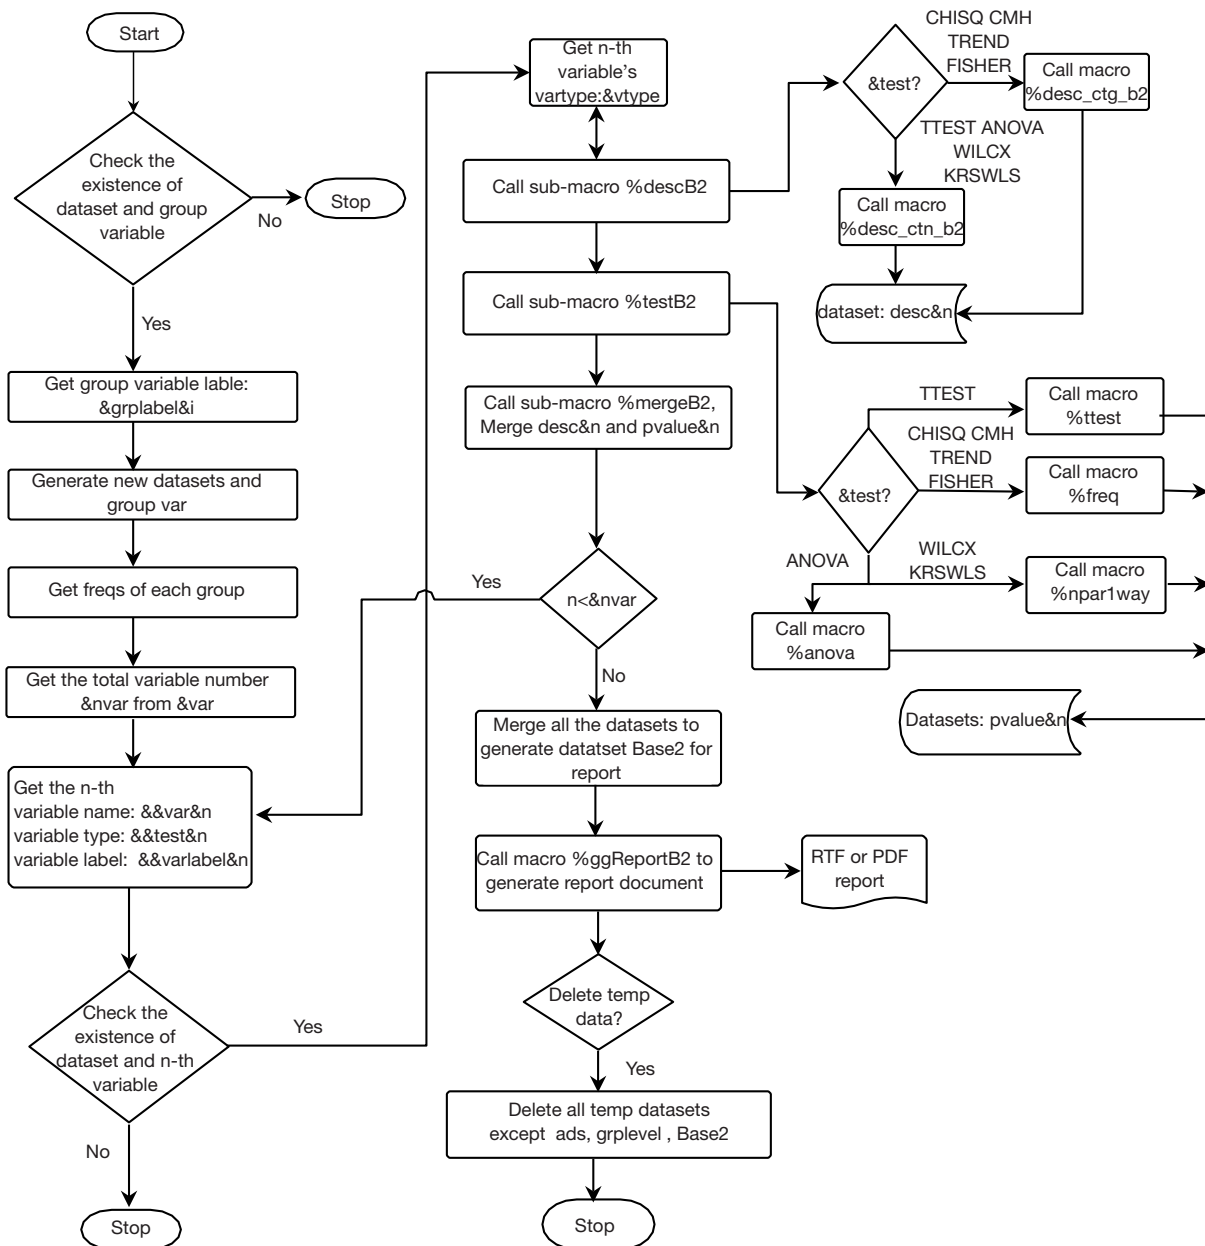 Start
Check the
existence of
dataset and group
variable
No
Stop
Yes
Get group variable lable:
&grplabel&i
Generate new datasets and
group var
Get freqs of each group
Get the total variable number
&nvar from &var
Get the n-th
variable name: &&var&n
variable type: &&test&n
variable label: &&varlabel&n
Check the
existence of
dataset and n-th
variable
Yes
No
Stop
Get n-th
variable's
vartype:&vtype
Call sub-macro %descB2
Call sub-macro %testB2
Call sub-macro %mergeB2,
Merge desc&n and pvalue&n
n<&nvar
Yes
No
Merge all the datasets to
generate datatset Base2 for
report
Call macro %ggReportB2 to
generate report document
RTF or PDF
report
Delete temp
data?
Yes
Delete all temp datasets
except ads, grplevel , Base2
Stop
&test?
CHISQ CMH
TREND
FISHER
Call macro
%desc_ctg_b2
TTEST ANOVA
WILCX
KRSWLS
Call macro
%desc_ctn_b2
dataset: desc&n
&test?
TTEST
Call macro
%ttest
CHISQ CMH
TREND
FISHER
Call macro
%freq
WILCX
KRSWLS
Call macro
%npar1way
ANOVA
Call macro
%anova
Datasets: pvalue&n